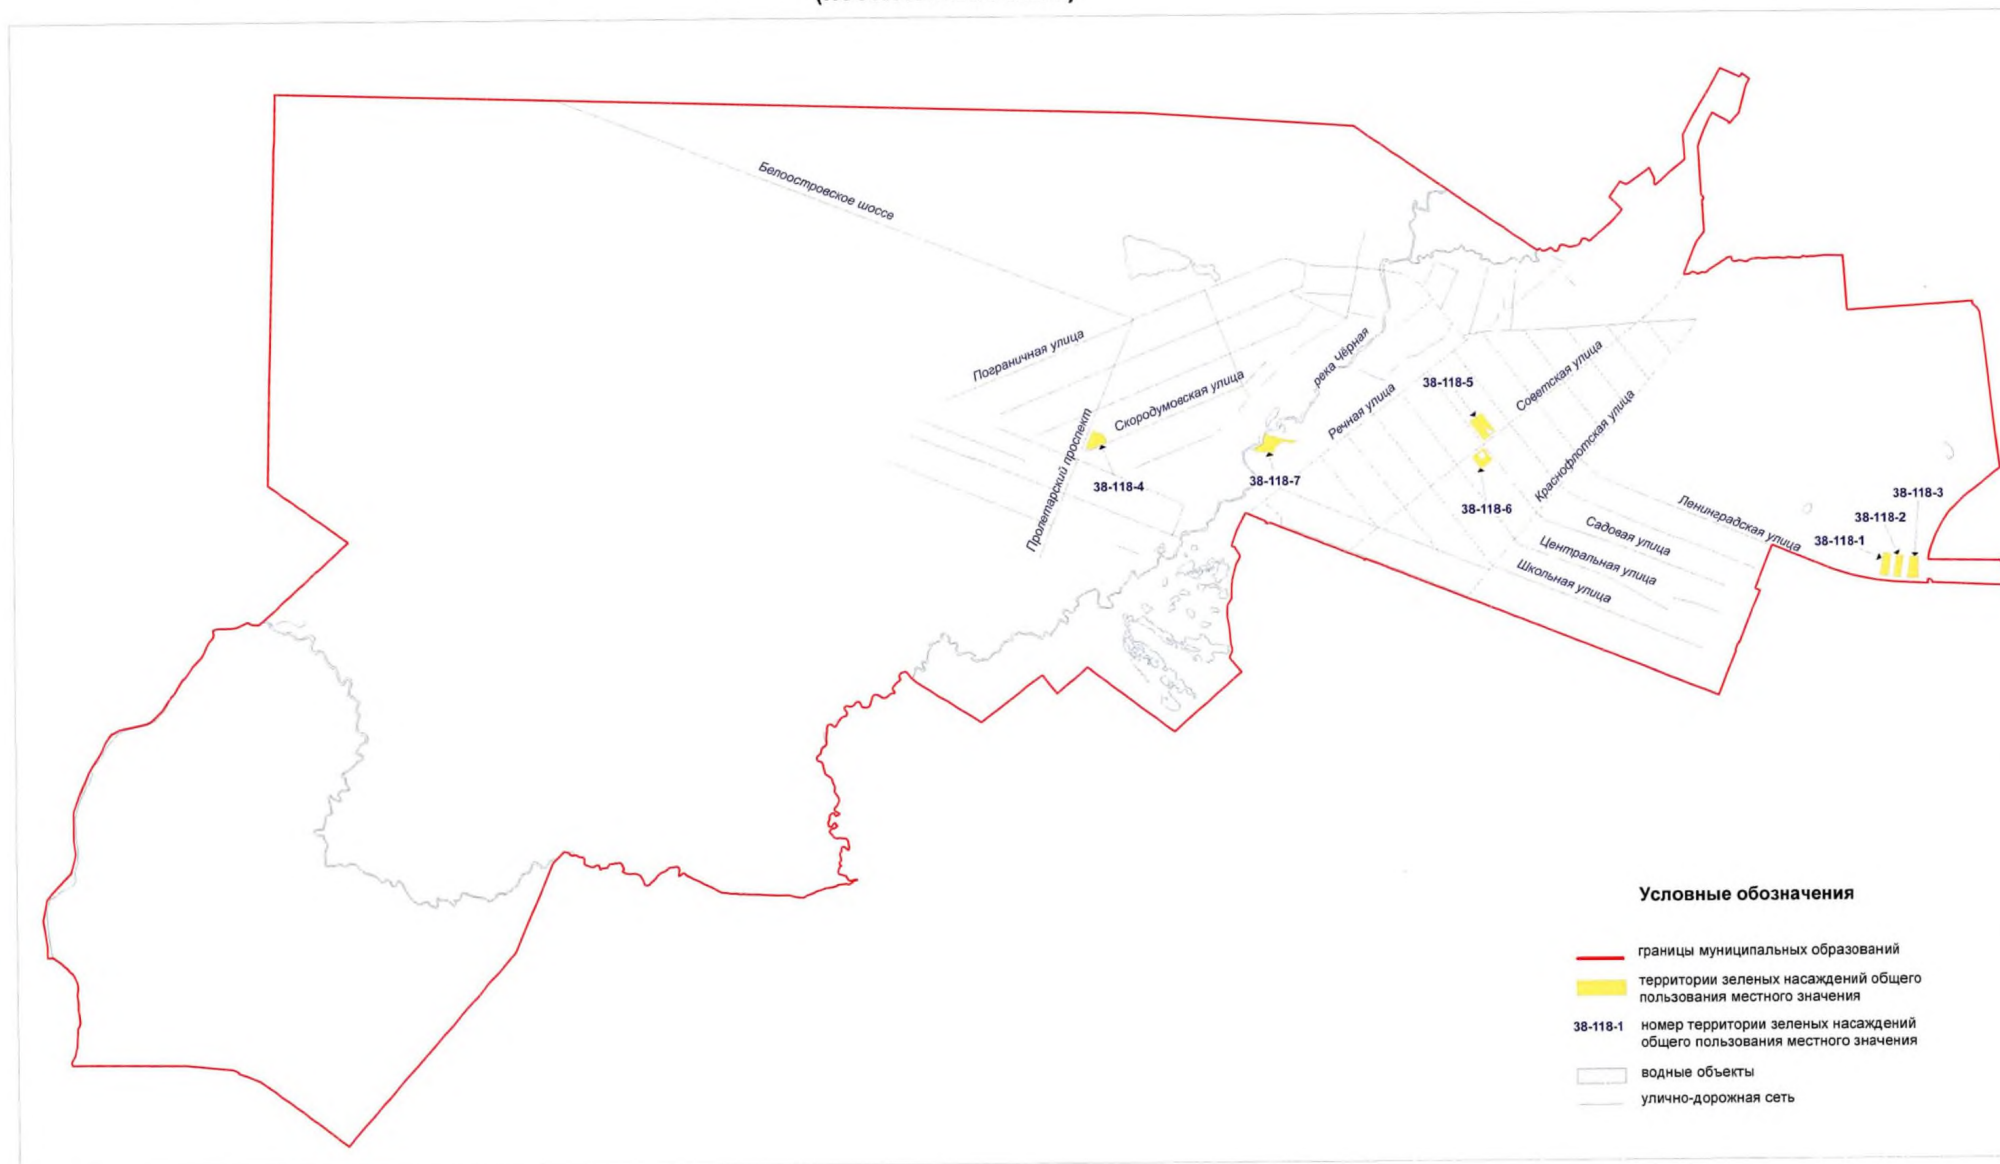 Белоостровское шоссе
Пограничная улица
Скородумовская улица
река Чёрная
Речная улица
38-118-5
Советская улица
Краснофлотская улица
Пролетарский проспект
38-118-4
38-118-7
38-118-6
Ленинградская улица
38-118-3
38-118-2
38-118-1
Садовая улица
Центральная улица
Школьная улица
Условные обозначения
границы муниципальных образований
территории зеленых насаждений общего
пользования местного значения
38-118-1 номер территории зеленых насаждений
общего пользования местного значения
водные объекты
улично-дорожная сеть